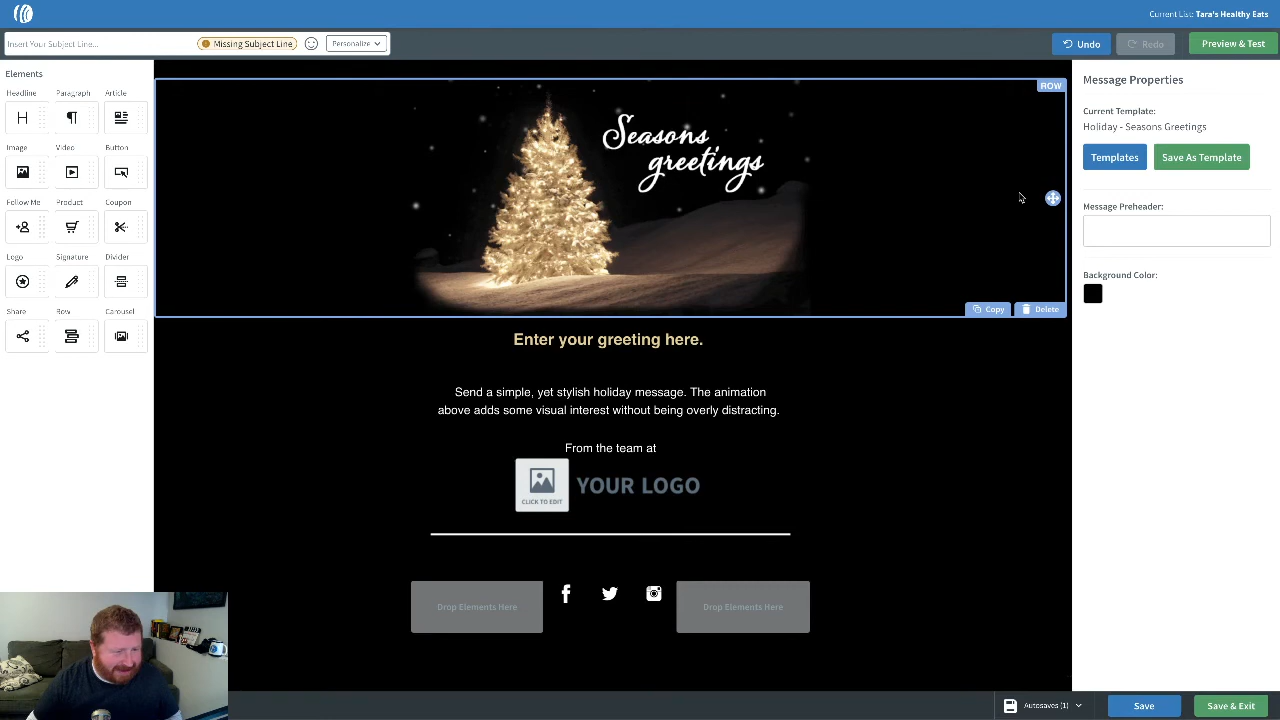 Current List: Tara's Healthy Eats
Insert Your Subject Line...
Missing Subject Line
Personalize
Undo
Redo
Preview & Test
Elements
Headline
Paragraph
Article
Image
Video
Button
Follow Me
Product
Coupon
Logo
Signature
Divider
Share
Row
Carousel
ROW
Seasons
greetings
Copy
Delete
Enter your greeting here.
Send a simple, yet stylish holiday message. The animation
above adds some visual interest without being overly distracting.
From the team at
CLICK TO EDIT
YOUR LOGO
Drop Elements Here
Drop Elements Here
Message Properties
Current Template:
Holiday - Seasons Greetings
Templates
Save As Template
Message Preheader:
Background Color:
Autosaves (1)
Save
Save & Exit